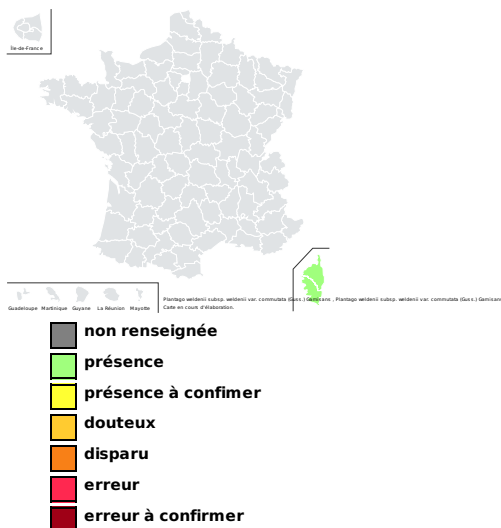 Île-de-France
Guadeloupe Martinique Guyane La Réunion Mayotte
Plantago weldenii subsp. weldenii var. commutata (Guss.) Gamisans , Plantago weldenii subsp. weldenii var. commutata (Guss.) Gamisans
Carte en cours d'élaboration.
non renseignée
présence
présence à confimer
douteux
disparu
erreur
erreur à confirmer